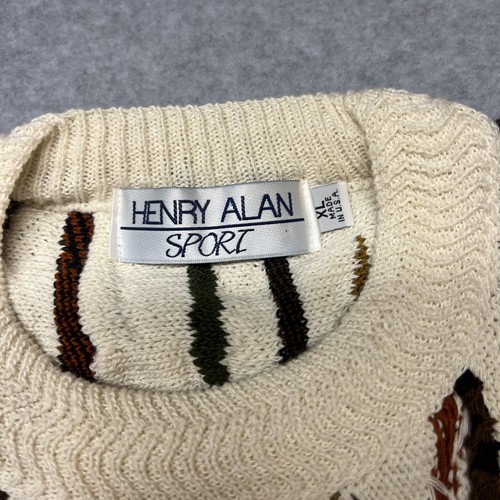 HENRY ALAN
SPORT
XL
MADE
IN U.S.A.